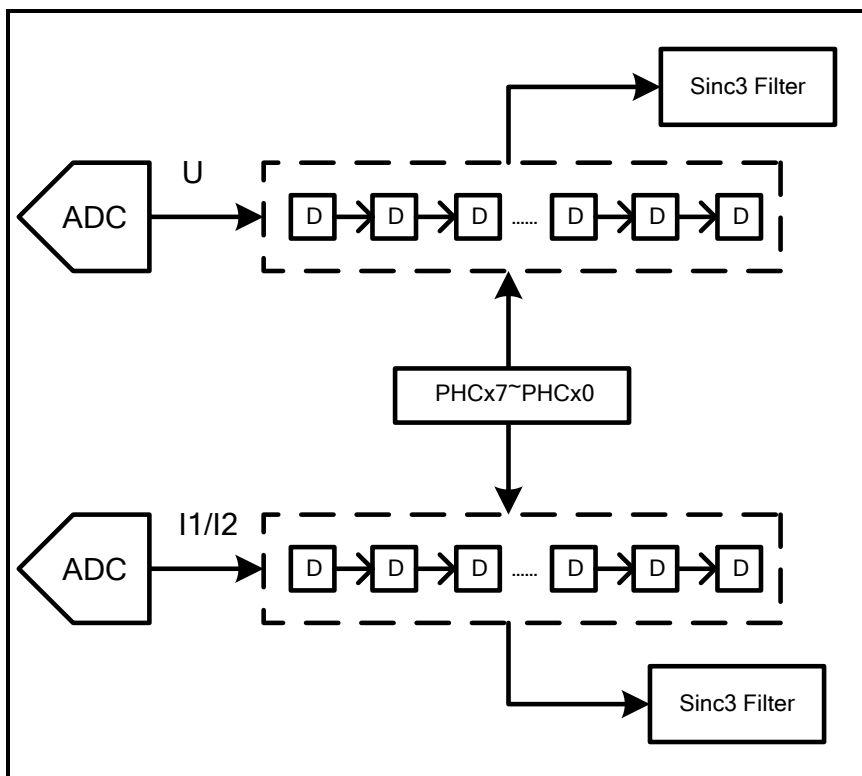 Sinc3 Filter
U
ADC
D D D ...... D D D
PHCx7~PHCx0
I1/I2
ADC
D D D ...... D D D
Sinc3 Filter